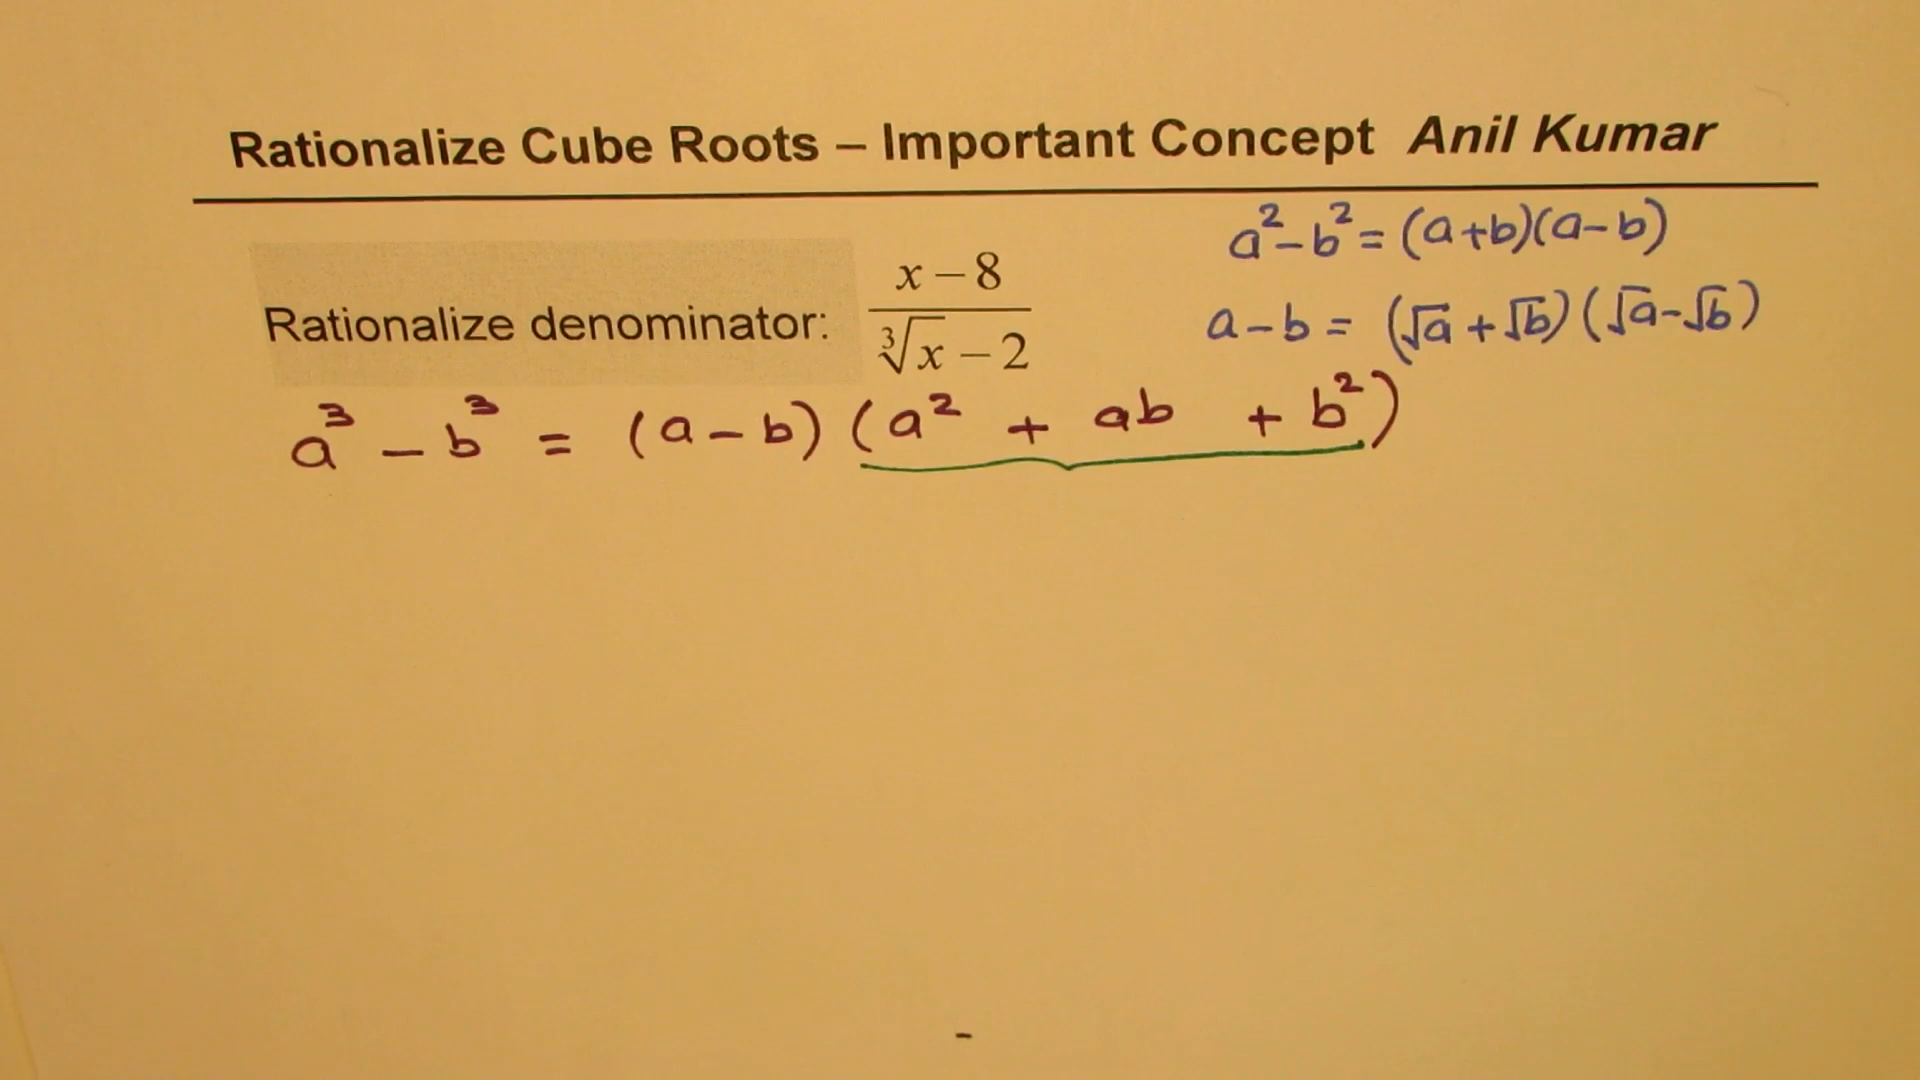 Rationalize Cube Roots – Important Concept Anil Kumar
a² - b² = (a+b)(a-b)
Rationalize denominator: (x – 8)/(∛x – 2)
a - b = (√a + √b)(√a - √b)
a³ - b³ = (a - b)(a² + ab + b²)